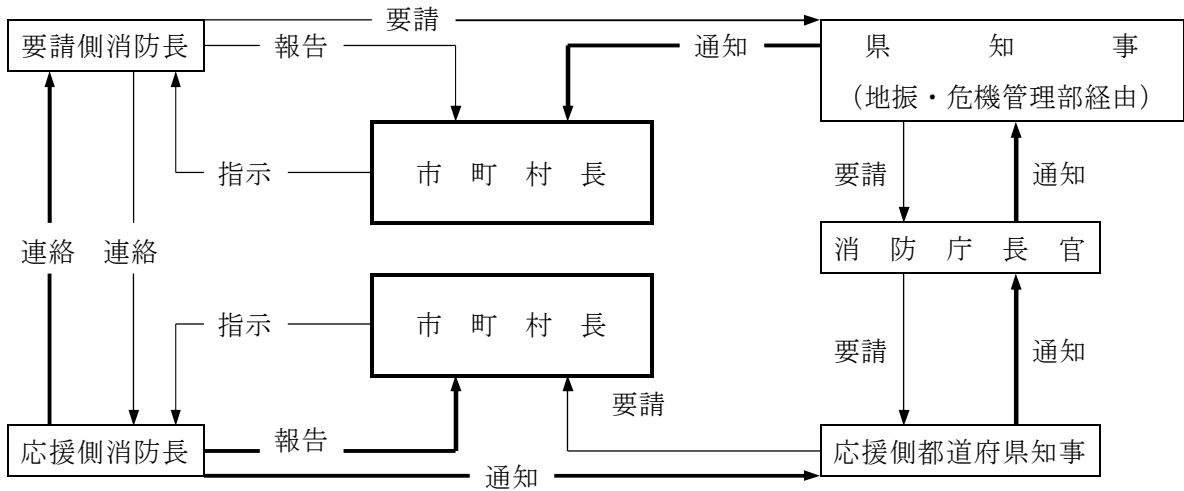 要請
要請側消防長
報告
通知
県知事
(地振・危機管理部経由)
市町村長
指示
要請
通知
連絡
連絡
消防庁長官
市町村長
指示
要請
通知
要請
応援側消防長
報告
応援側都道府県知事
通知